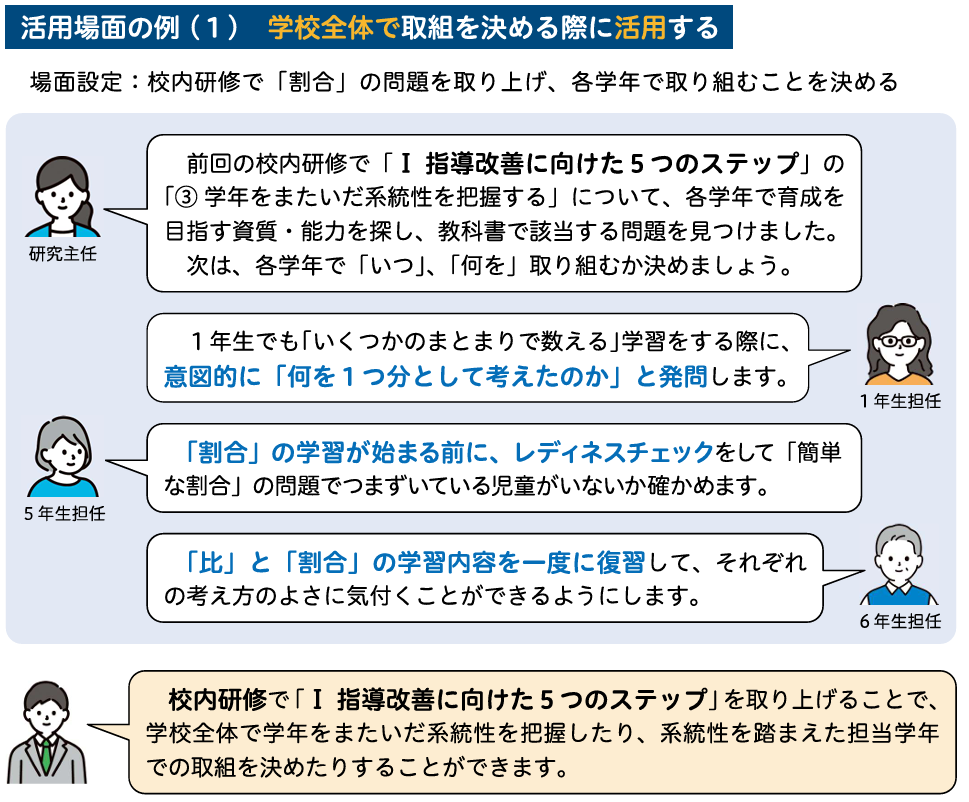 活用場面の例(1) 学校全体で取組を決める際に活用する
場面設定：校内研修で「割合」の問題を取り上げ、各学年で取り組むことを決める
前回の校内研修で「Ⅰ 指導改善に向けた5つのステップ」の
「③ 学年をまたいだ系統性を把握する」について、各学年で育成を
目指す資質・能力を探し、教科書で該当する問題を見つけました。
次は、各学年で「いつ」、「何を」取り組むか決めましょう。
研究主任
1年生でも「いくつかのまとまりで数える」学習をする際に、
意図的に「何を1つ分として考えたのか」と発問します。
1年生担任
「割合」の学習が始まる前に、レディネスチェックをして「簡単
な割合」の問題でつまずいている児童がいないか確かめます。
5年生担任
「比」と「割合」の学習内容を一度に復習して、それぞれ
の考え方のよさに気付くことができるようにします。
6年生担任
校内研修で「Ⅰ 指導改善に向けた5つのステップ」を取り上げることで、
学校全体で学年をまたいだ系統性を把握したり、系統性を踏まえた担当学年
での取組を決めたりすることができます。